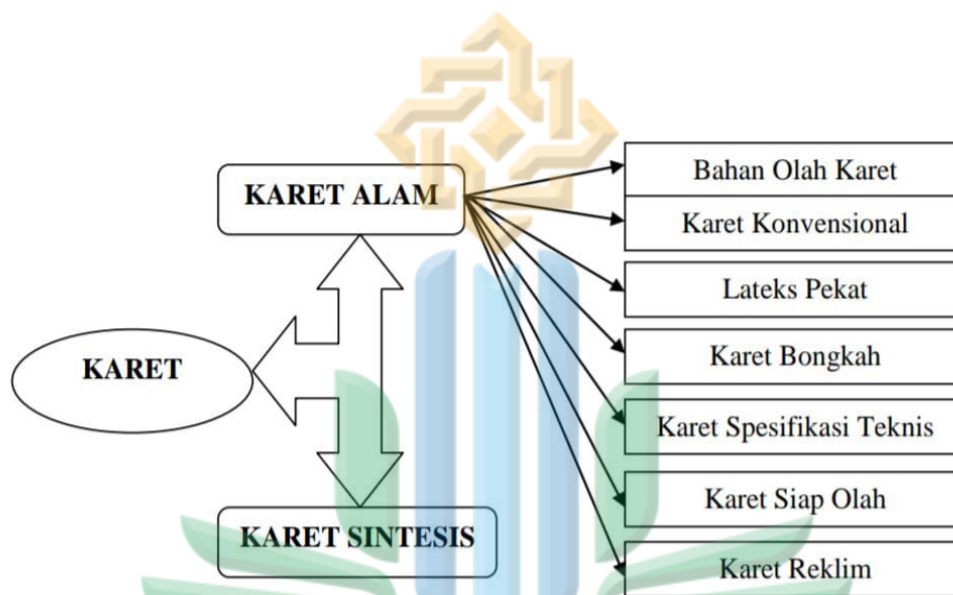 KARET
KARET ALAM
KARET SINTESIS
Bahan Olah Karet
Karet Konvensional
Lateks Pekat
Karet Bongkah
Karet Spesifikasi Teknis
Karet Siap Olah
Karet Reklim